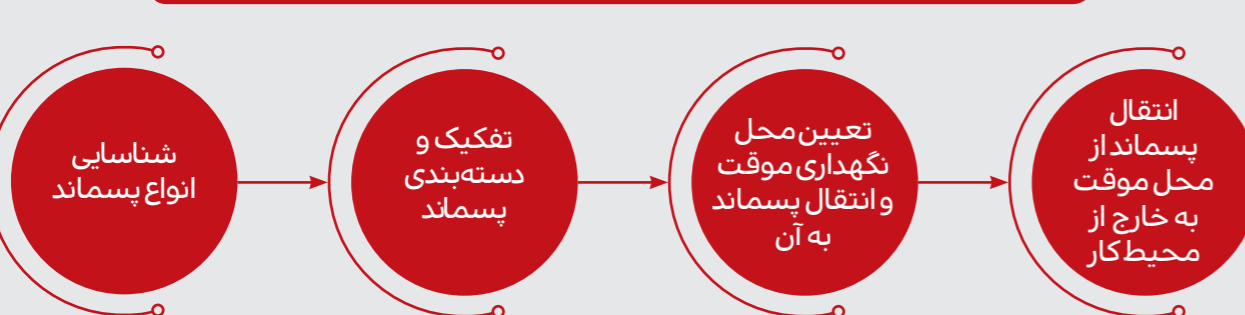 شناسایی
انواع پسماند
تفکیک و
دسته‌بندی
پسماند
تعیین محل
نگهداری موقت
و انتقال پسماند
به آن
انتقال
پسماند از
محل موقت
به خارج از
محیط کار